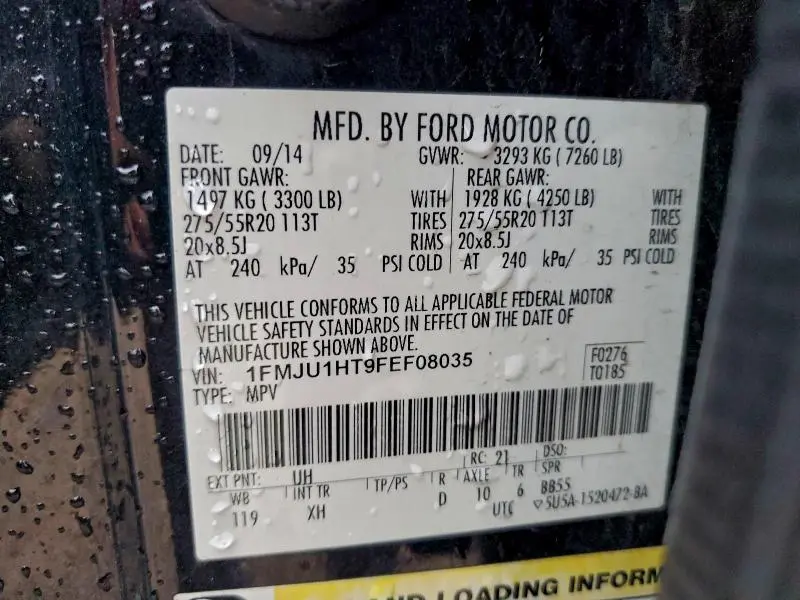 MFD. BY FORD MOTOR CO.
DATE: 09/14 GVWR: 3293 KG ( 7260 LB)
FRONT GAWR: REAR GAWR:
1497 KG ( 3300 LB) WITH 1928 KG ( 4250 LB) WITH
275/55R20 113T TIRES 275/55R20 113T TIRES
20x8.5J RIMS 20x8.5J RIMS
AT 240 kPa/ 35 PSI COLD AT 240 kPa/ 35 PSI COLD
THIS VEHICLE CONFORMS TO ALL APPLICABLE FEDERAL MOTOR
VEHICLE SAFETY STANDARDS IN EFFECT ON THE DATE OF
MANUFACTURE SHOWN ABOVE.
VIN: 1FMJU1HT9FEF08035 F0276
TYPE: MPV T0185
RC: 21 DSO:
EXT PNT: UH
WB INT TR TP/PS R AXLE TR SPR
119 XH D 10 6 BB55
UTC ▽5U5A-1520472-BA
AND LOADING INFORM